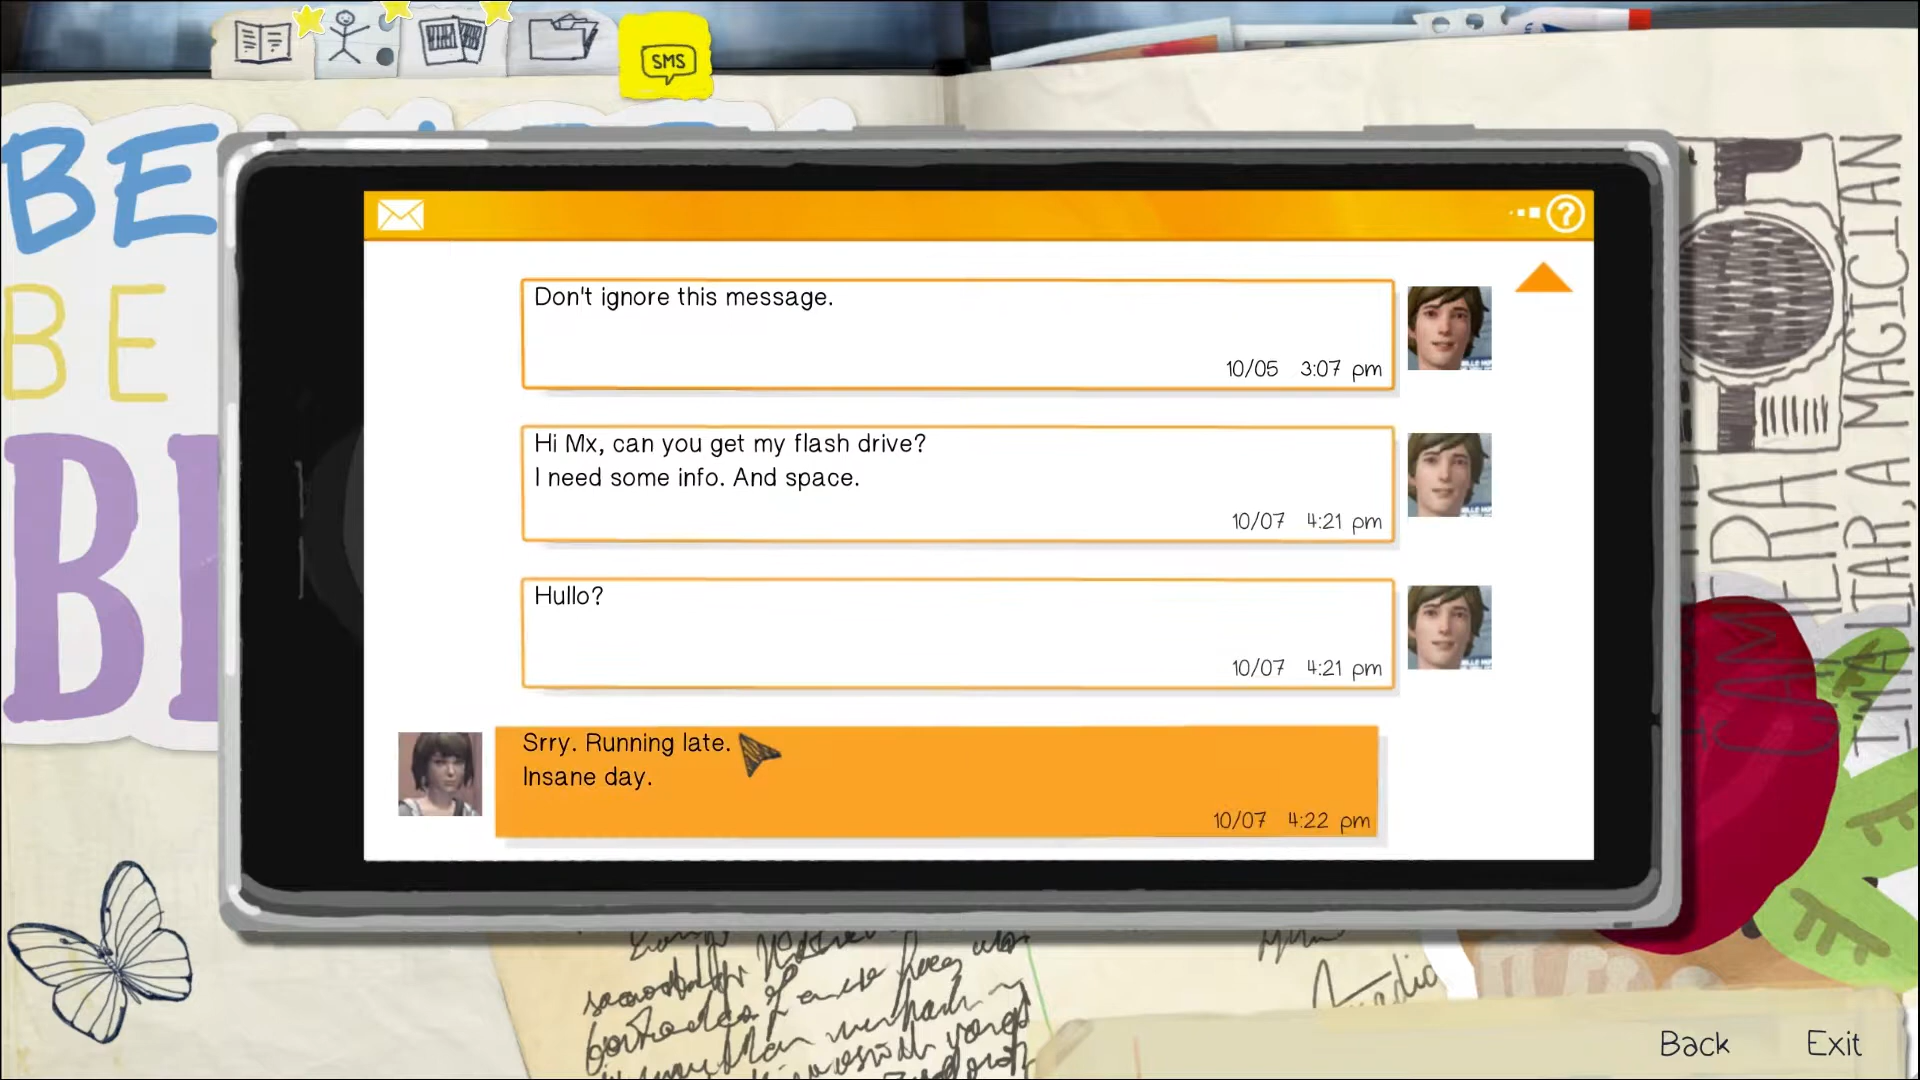 SMS
BE
BE
Don't ignore this message.
10/05 3:07 pm
Hi Mx, can you get my flash drive?
I need some info. And space.
10/07 4:21 pm
Hullo?
10/07 4:21 pm
Srry. Running late.
Insane day.
10/07 4:22 pm
CAMERA
LIAR, A MAGICIAN
Back
Exit